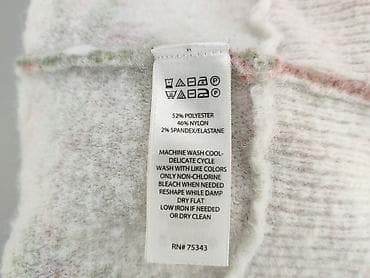 52% POLYESTER
46% NYLON
2% SPANDEX/ELASTANE
MACHINE WASH COOL-
DELICATE CYCLE
WASH WITH LIKE COLORS
ONLY NON-CHLORINE
BLEACH WHEN NEEDED
RESHAPE WHILE DAMP
DRY FLAT
LOW IRON IF NEEDED
OR DRY CLEAN
RN# 75343